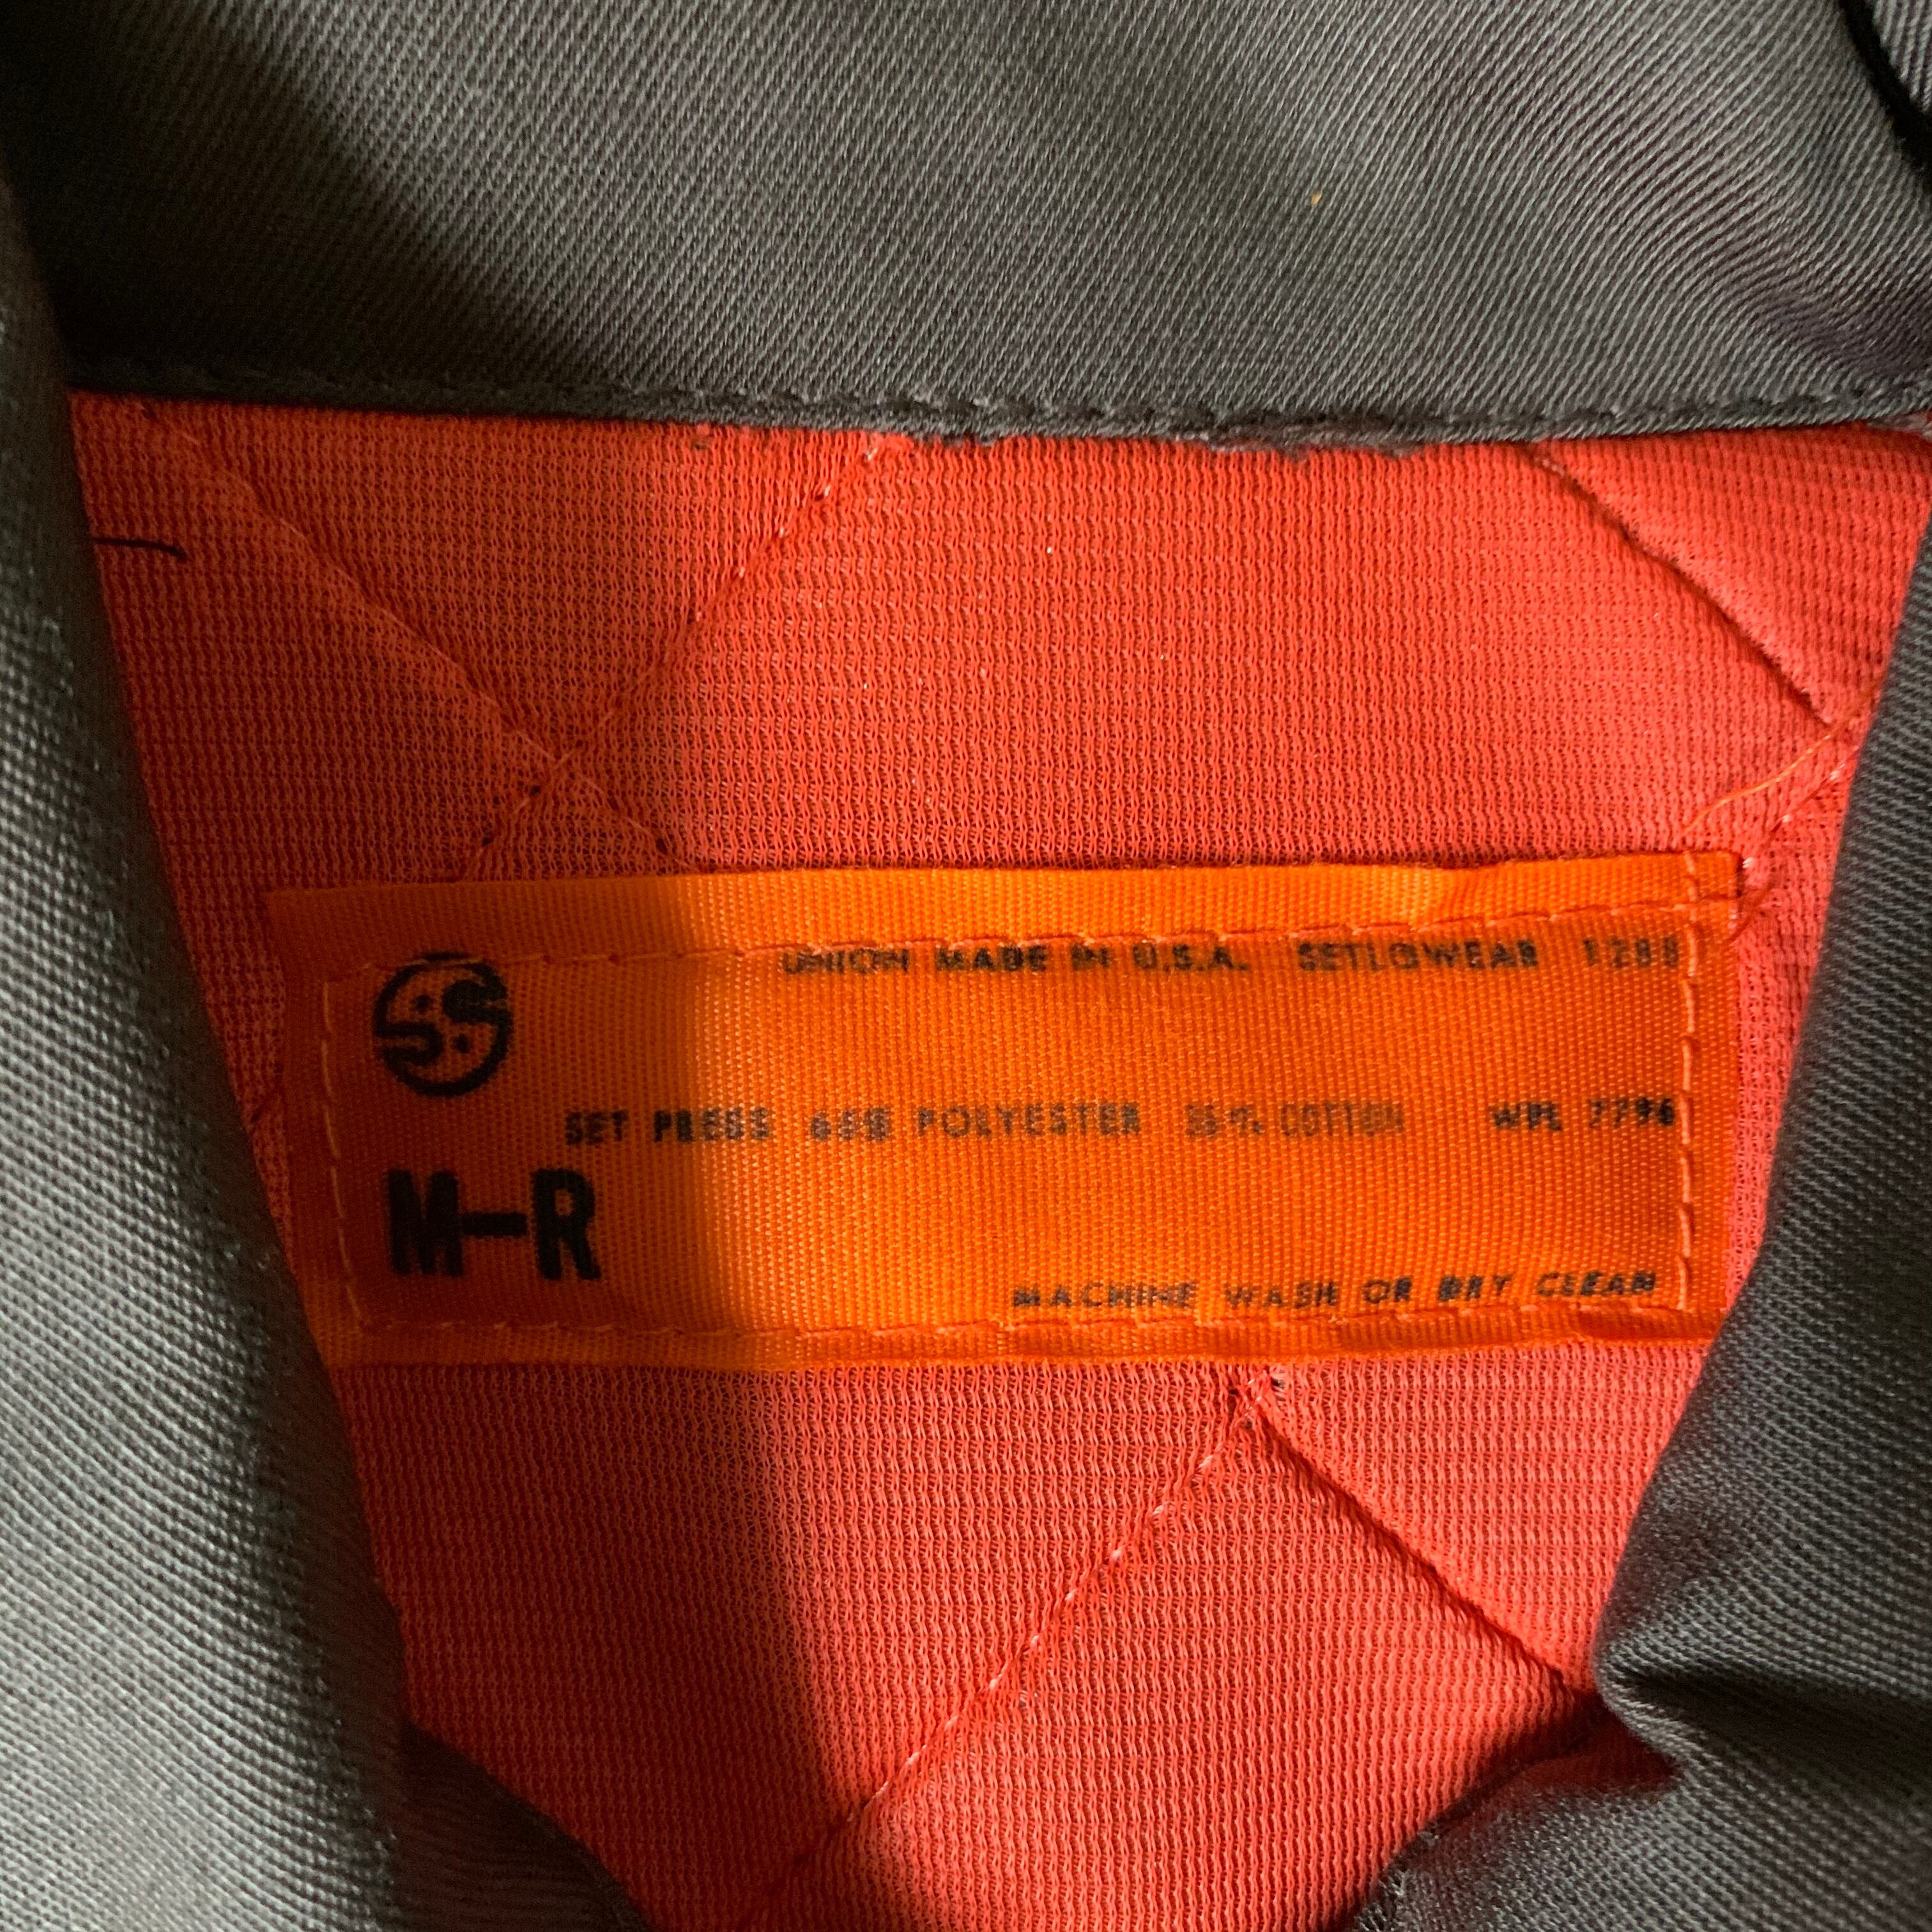 UNION MADE IN U.S.A. SETLOWEAR 1288
SET PRESS 65% POLYESTER 35% COTTON WPL 7796
M-R
MACHINE WASH OR DRY CLEAN